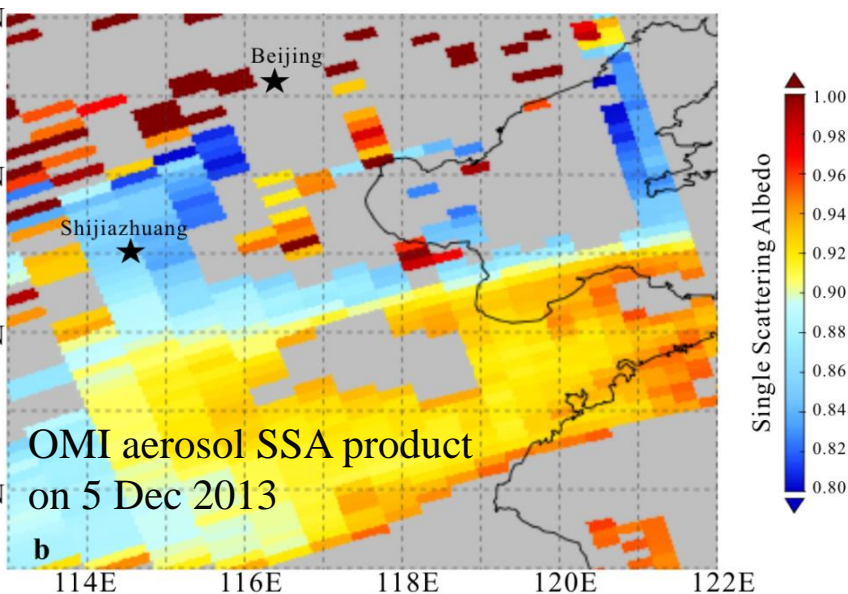 Beijing
Shijiazhuang
OMI aerosol SSA product
on 5 Dec 2013
b
114E 116E 118E 120E 122E
N
N
N
N
Single Scattering Albedo
1.00
0.98
0.96
0.94
0.92
0.90
0.88
0.86
0.84
0.82
0.80